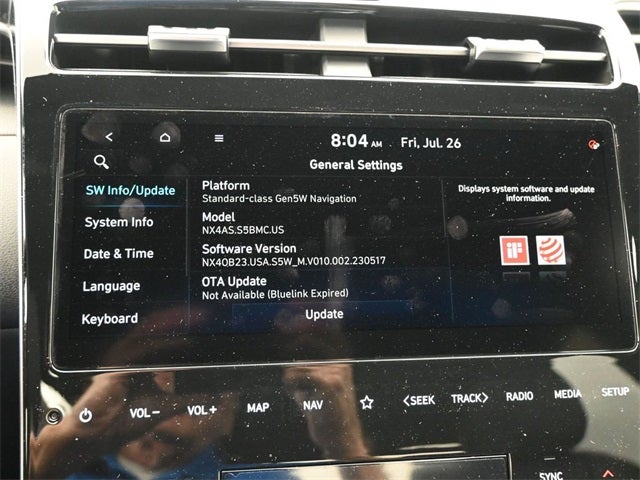 8:04 AM Fri, Jul. 26
General Settings
SW Info/Update
System Info
Date & Time
Language
Keyboard
Platform
Standard-class Gen5W Navigation
Model
NX4AS.S5BMC.US
Software Version
NX4OB23.USA.S5W_M.V010.002.230517
OTA Update
Not Available (Bluelink Expired)
Update
Displays system software and update
information.
VOL− VOL+ MAP NAV SEEK TRACK RADIO MEDIA SETUP
SYNC